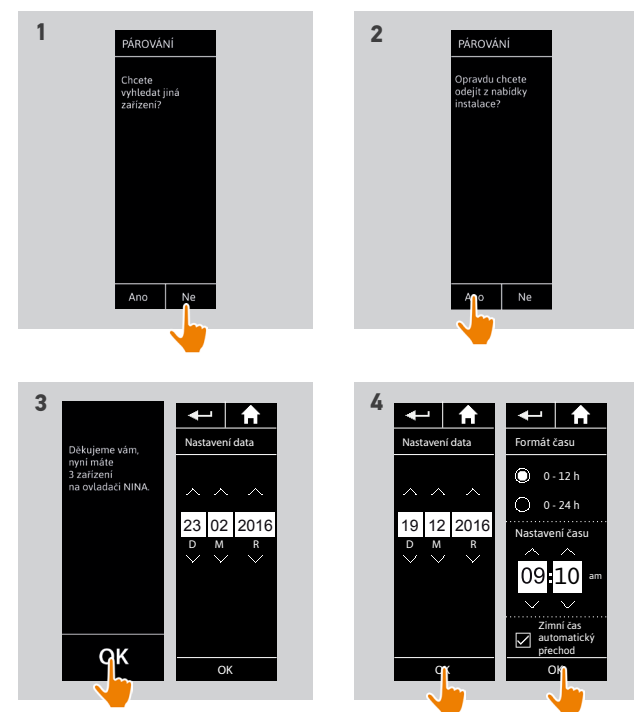 1
PÁROVÁNÍ
Chcete
vyhledat jiná
zařízení?
Ano Ne
2
PÁROVÁNÍ
Opravdu chcete
odejít z nabídky
instalace?
Ano Ne
3
Děkujeme vám,
nyní máte
3 zařízení
na ovladači NINA.
OK
Nastavení data
23 02 2016
D M R
OK
4
Nastavení data
19 12 2016
D M R
OK
Formát času
0 - 12 h
0 - 24 h
Nastavení času
09:10 am
Zimní čas
automatický
přechod
OK